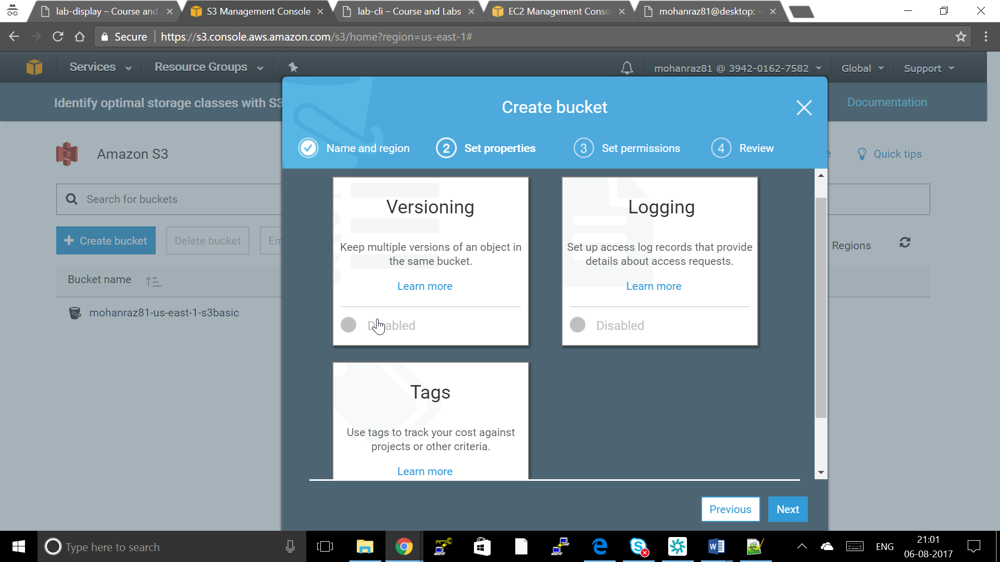 lab-display – Course and
S3 Management Console
lab-cli – Course and Labs
EC2 Management Conso
mohanraz81@desktop: ~
Secure
https://s3.console.aws.amazon.com/s3/home?region=us-east-1#
Services
Resource Groups
mohanraz81 @ 3942-0162-7582
Global
Support
Identify optimal storage classes with S3
Documentation
Create bucket
Name and region
2 Set properties
3 Set permissions
4 Review
Amazon S3
Quick tips
Search for buckets
Create bucket
Delete bucket
Em
Regions
Bucket name
mohanraz81-us-east-1-s3basic
Versioning
Keep multiple versions of an object in
the same bucket.
Learn more
Logging
Set up access log records that provide
details about access requests.
Learn more
Disabled
Tags
Use tags to track your cost against
projects or other criteria.
Learn more
Previous
Next
Type here to search
ENG
21:01
06-08-2017